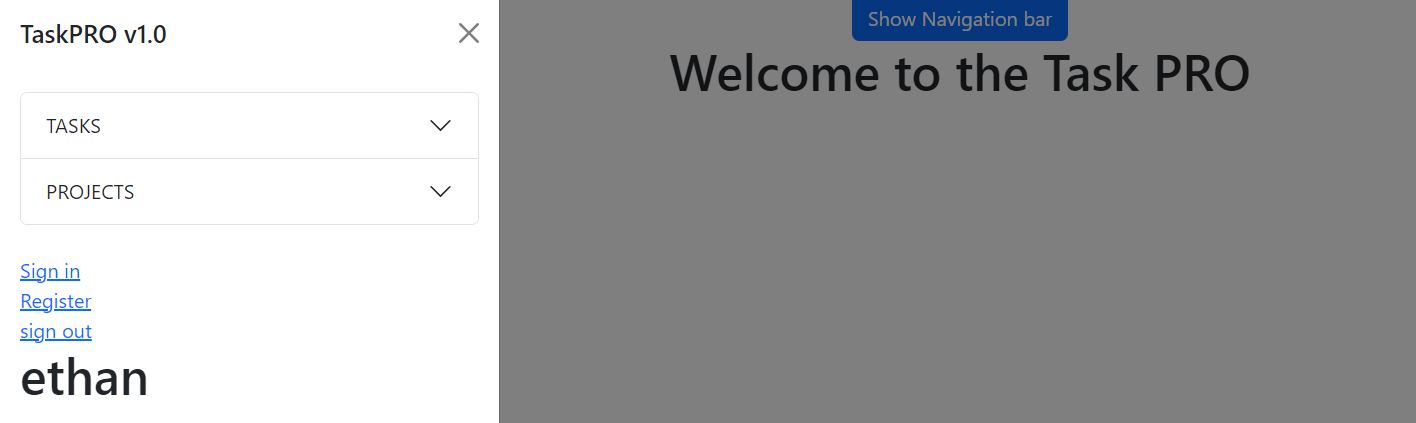 TaskPRO v1.0
TASKS
PROJECTS
Sign in
Register
sign out
ethan
Show Navigation bar
Welcome to the Task PRO